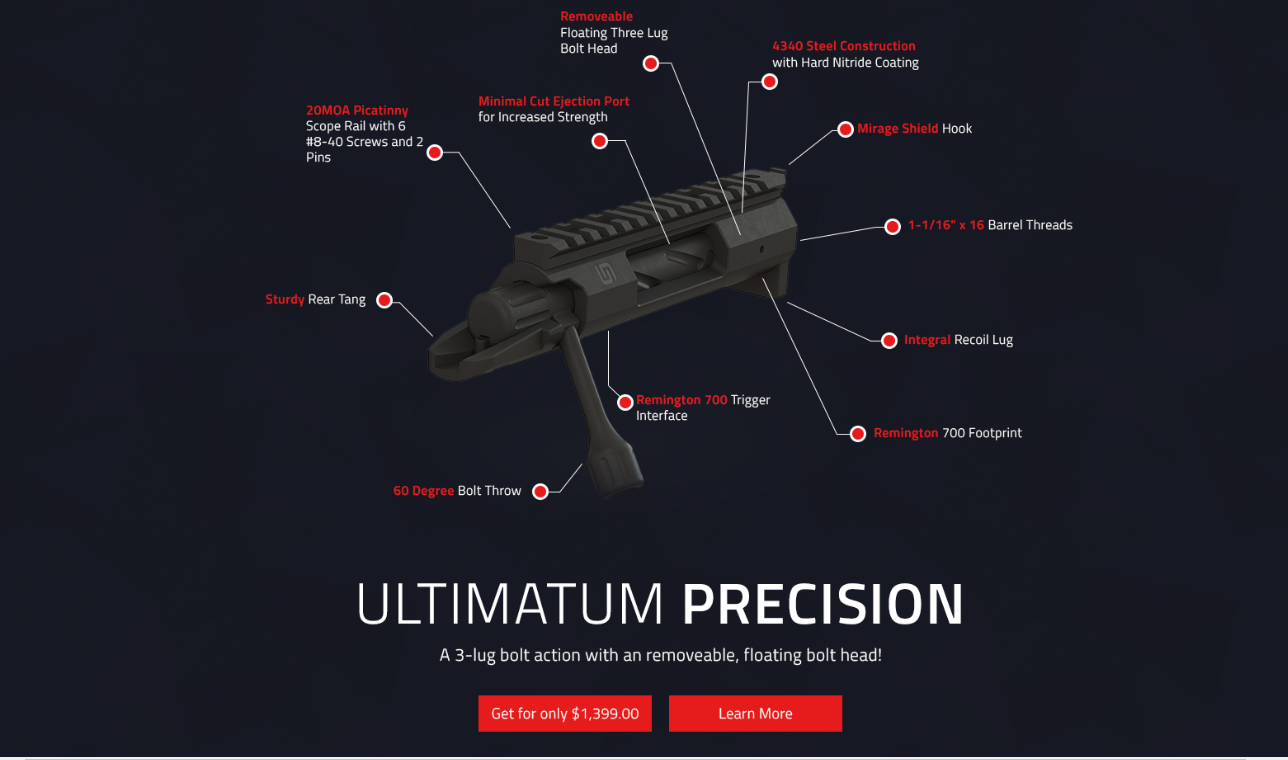 Removeable
Floating Three Lug
Bolt Head
4340 Steel Construction
with Hard Nitride Coating
20MOA Picatinny
Scope Rail with 6
#8-40 Screws and 2
Pins
Minimal Cut Ejection Port
for Increased Strength
Mirage Shield Hook
1-1/16" x 16 Barrel Threads
Sturdy Rear Tang
Integral Recoil Lug
Remington 700 Trigger
Interface
Remington 700 Footprint
60 Degree Bolt Throw
ULTIMATUM PRECISION
A 3-lug bolt action with an removeable, floating bolt head!
Get for only $1,399.00
Learn More